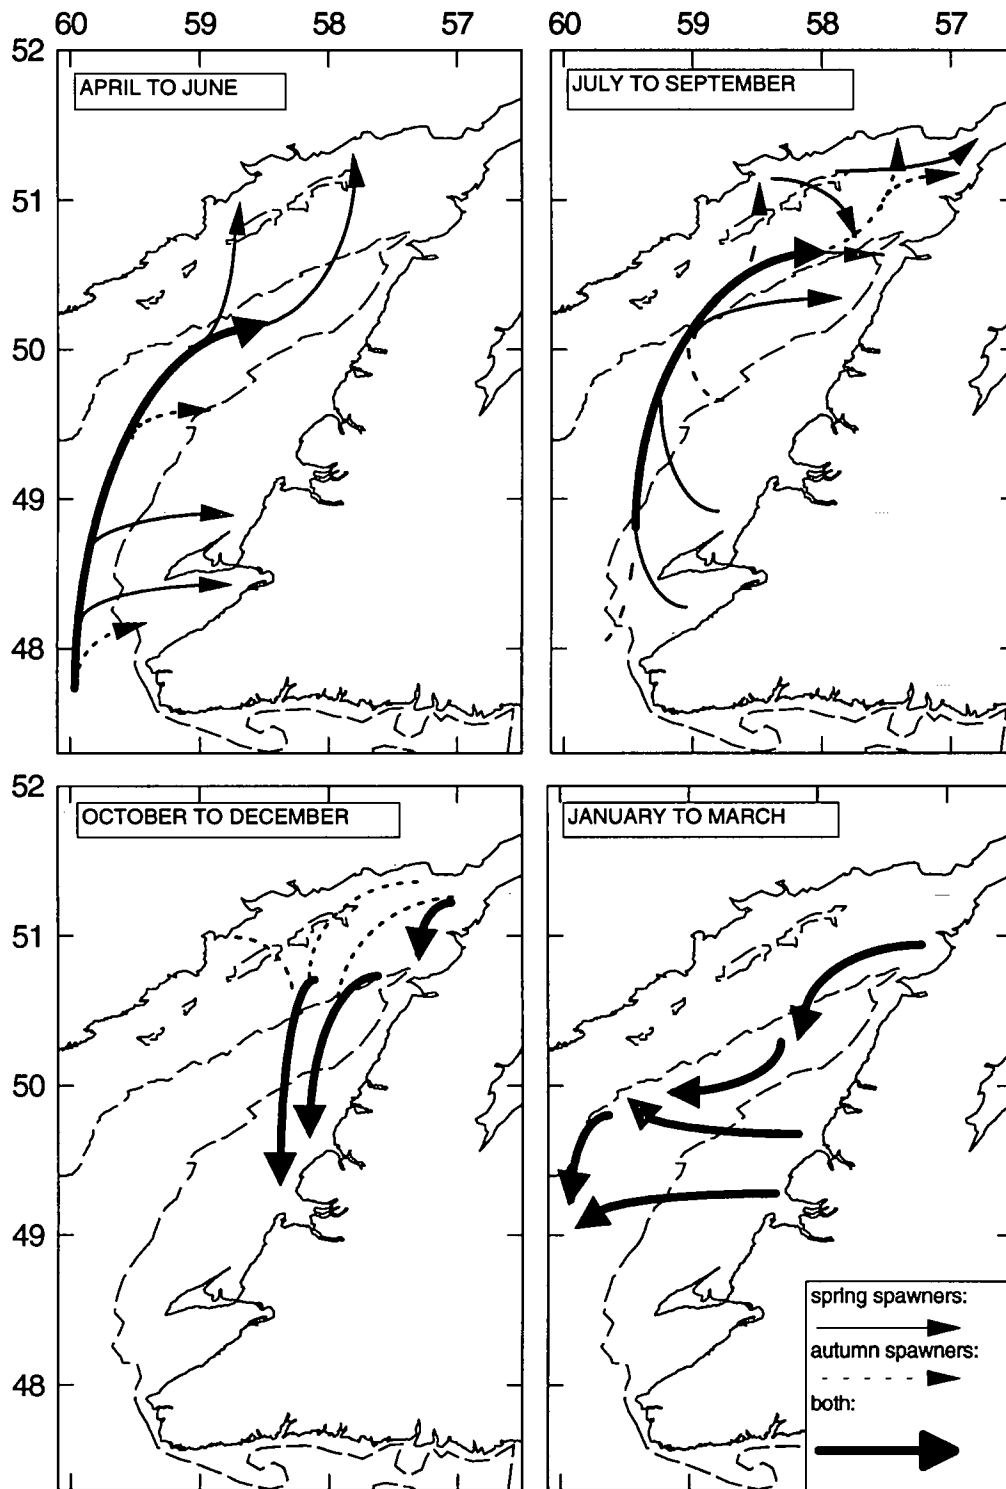 60 59 58 57 60 59 58 57
52
APRIL TO JUNE JULY TO SEPTEMBER
51
50
49
48
52
OCTOBER TO DECEMBER JANUARY TO MARCH
51
50
49
spring spawners:
autumn spawners:
48
both: